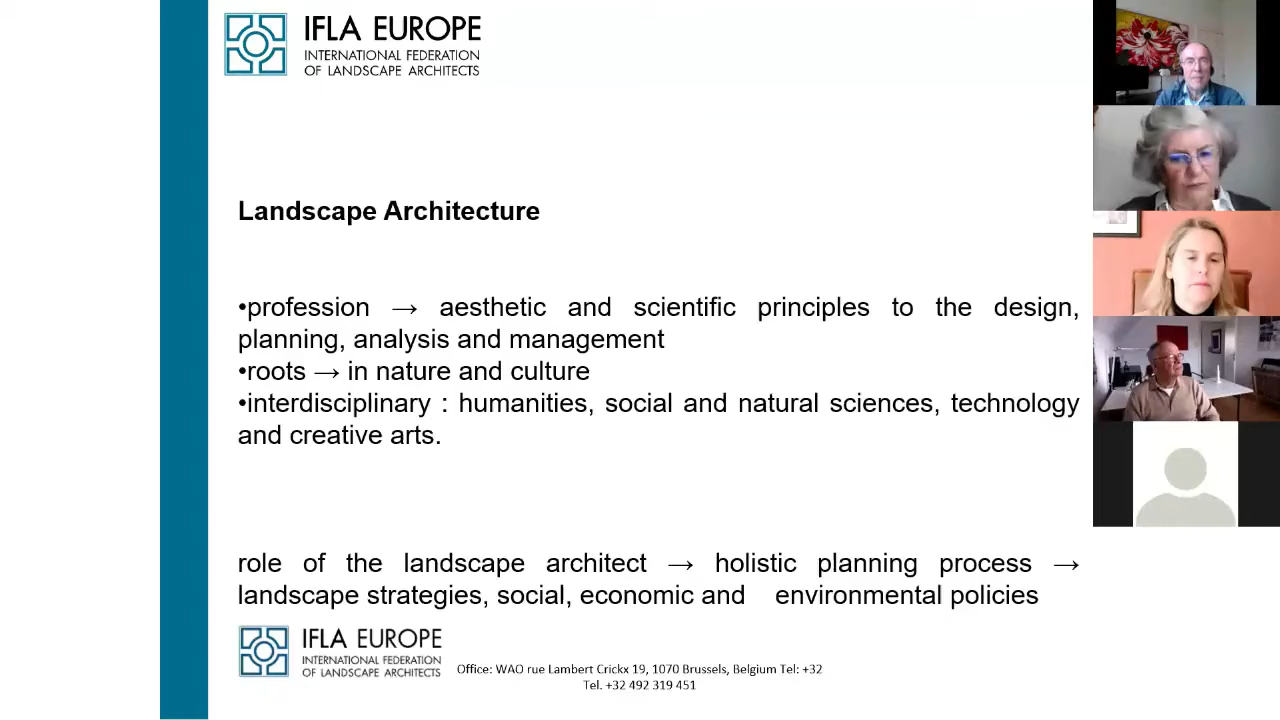 IFLA EUROPE
INTERNATIONAL FEDERATION
OF LANDSCAPE ARCHITECTS
Landscape Architecture
•profession → aesthetic and scientific principles to the design,
planning, analysis and management
•roots → in nature and culture
•interdisciplinary : humanities, social and natural sciences, technology
and creative arts.
role of the landscape architect → holistic planning process →
landscape strategies, social, economic and environmental policies
IFLA EUROPE
INTERNATIONAL FEDERATION
OF LANDSCAPE ARCHITECTS
Office: WAO rue Lambert Crickx 19, 1070 Brussels, Belgium Tel: +32
Tel. +32 492 319 451